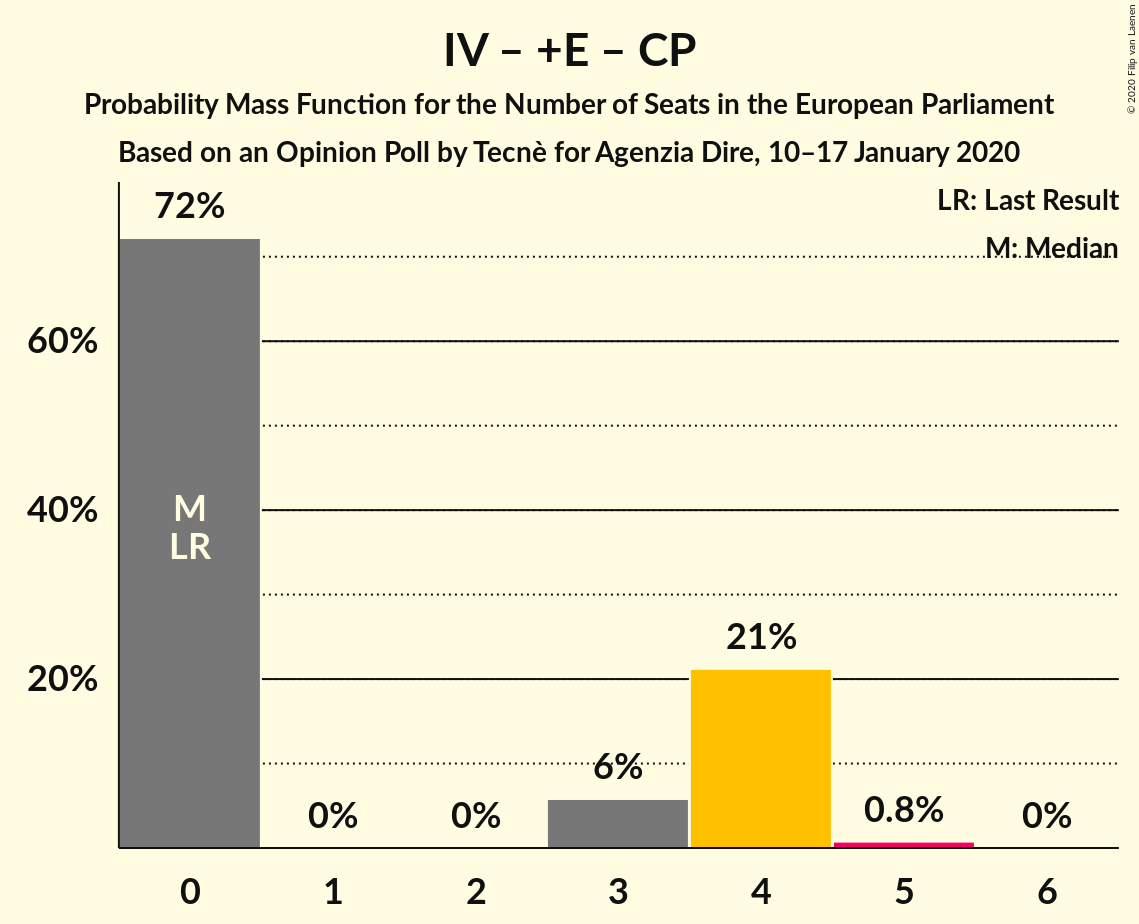 IV – +E – CP
Probability Mass Function for the Number of Seats in the European Parliament
Based on an Opinion Poll by Tecnè for Agenzia Dire, 10–17 January 2020
© 2020 Filip van Laenen
LR: Last Result
M: Median
72%
60%
40%
20%
M
LR
0%
0%
6%
21%
0.8%
0%
0
1
2
3
4
5
6